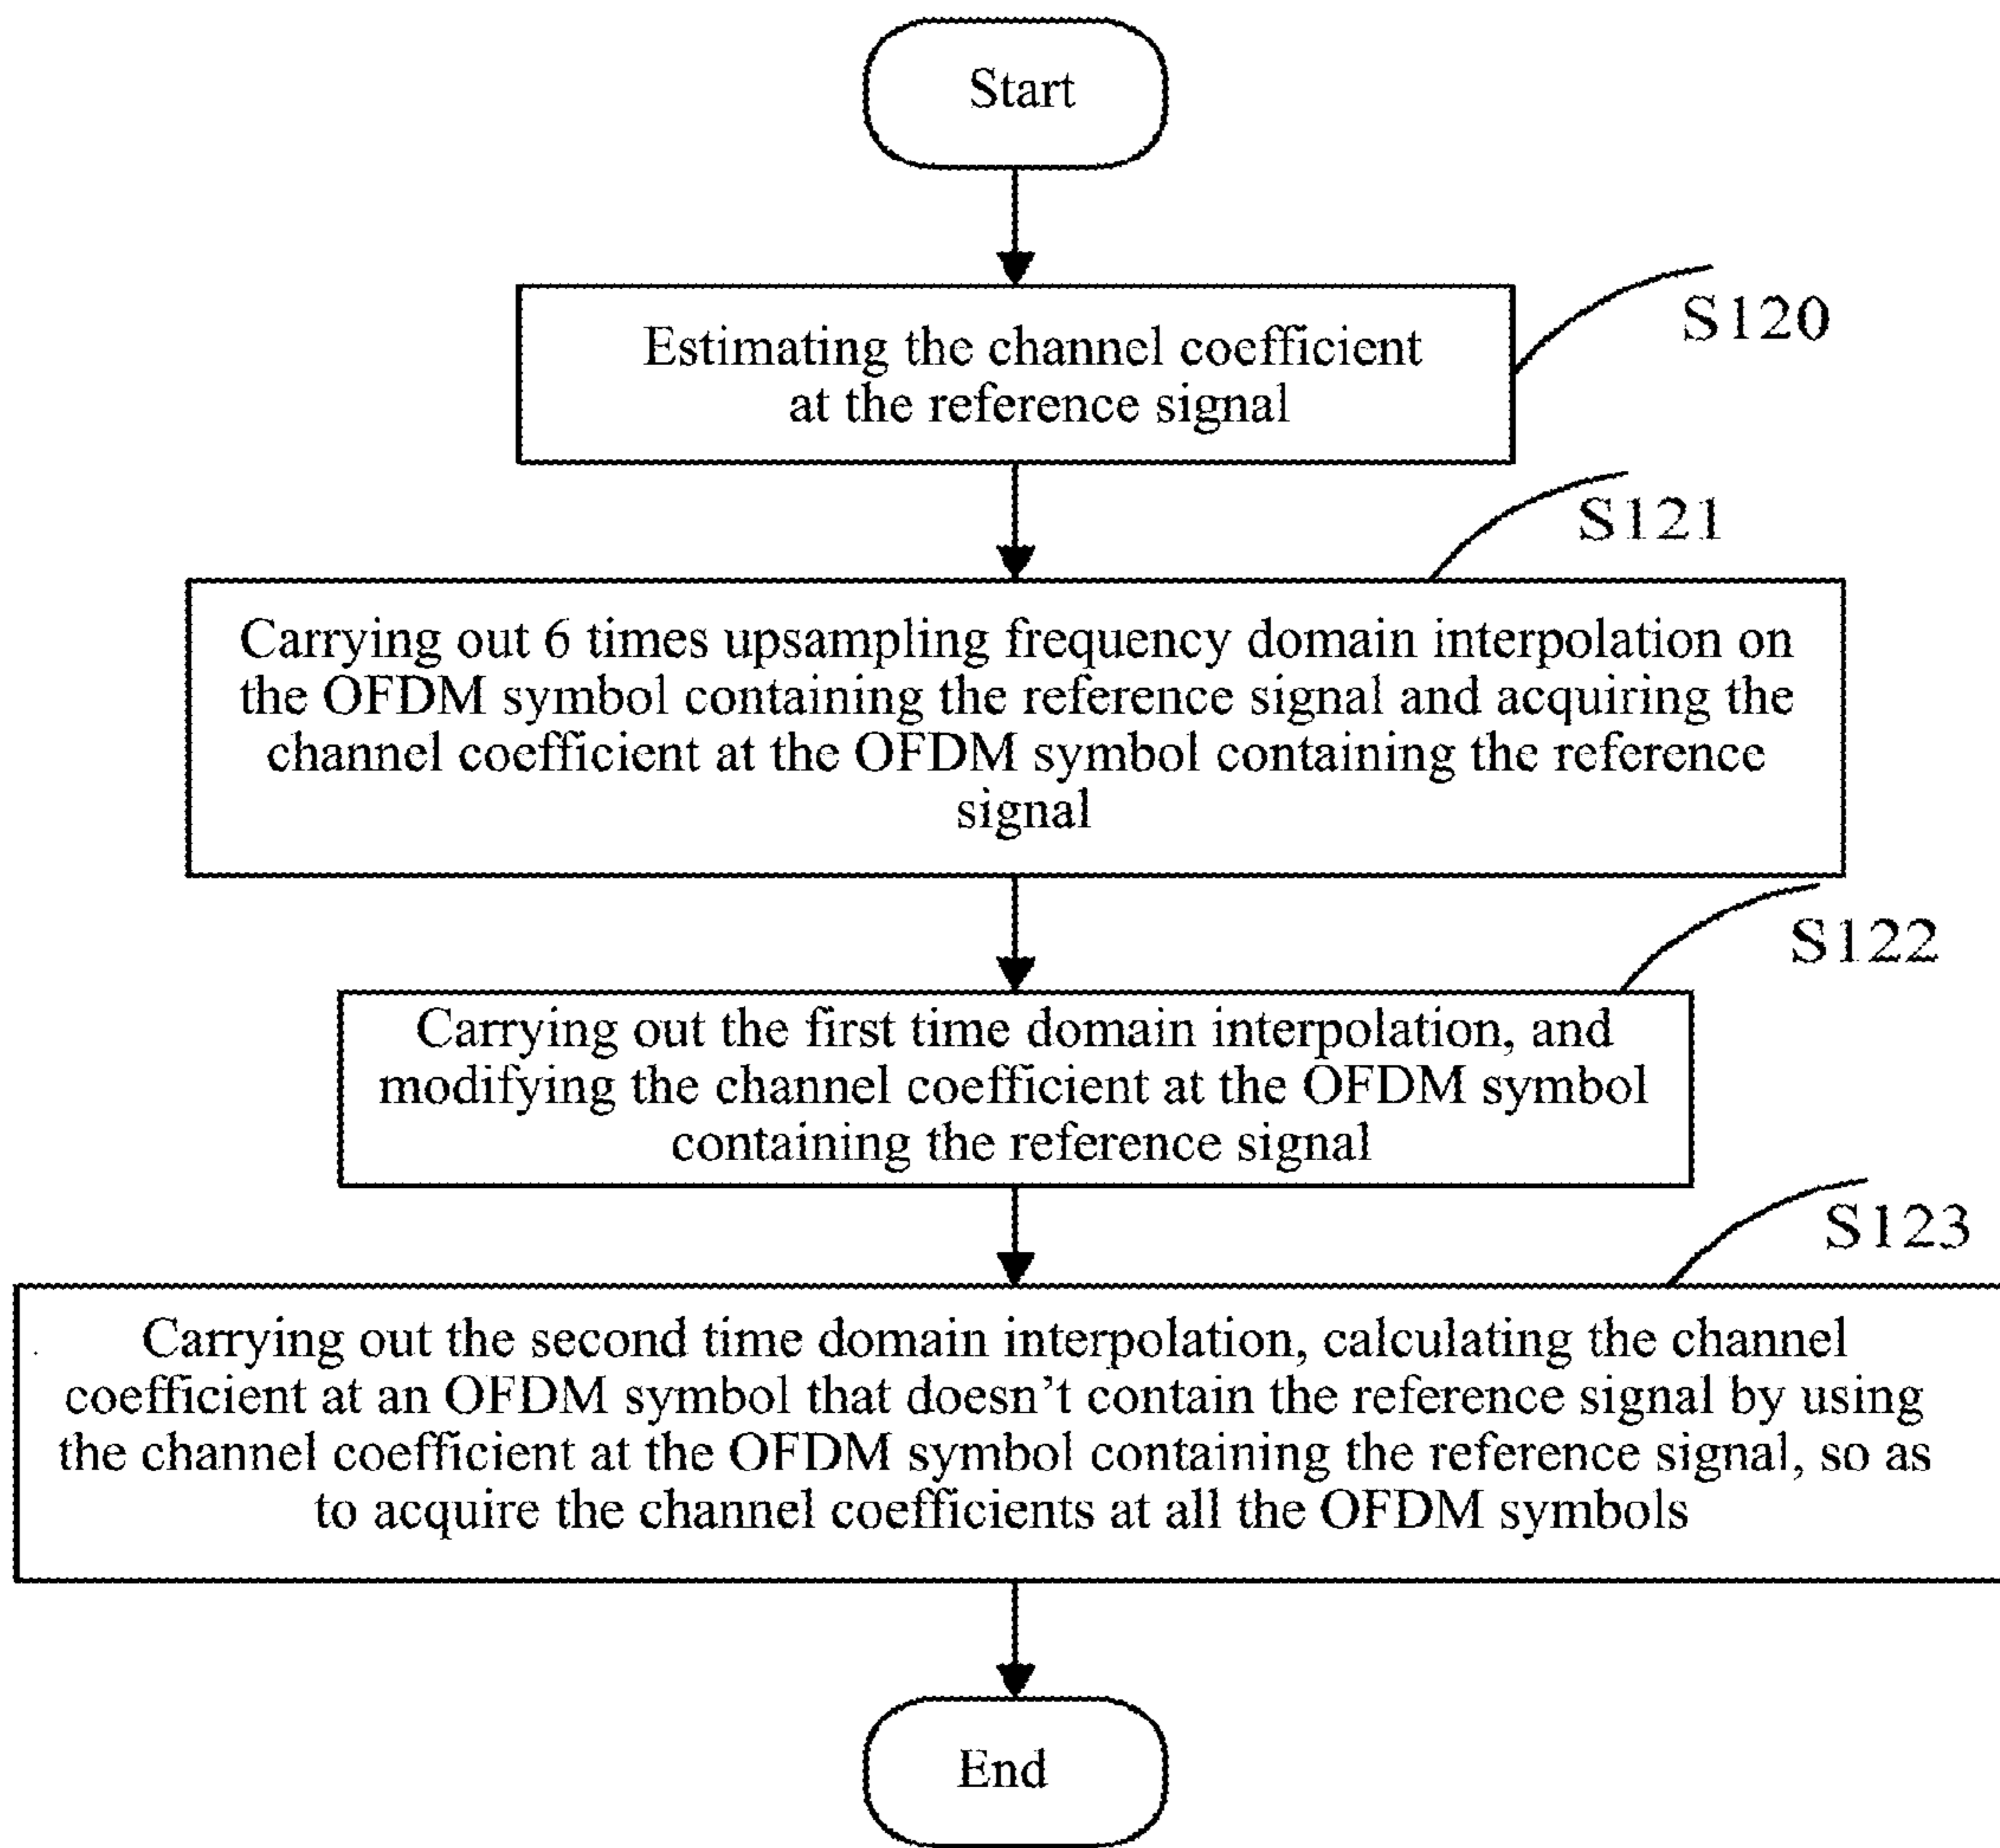 Start
S120
Estimating the channel coefficient
at the reference signal
S121
Carrying out 6 times upsampling frequency domain interpolation on
the OFDM symbol containing the reference signal and acquiring the
channel coefficient at the OFDM symbol containing the reference
signal
S122
Carrying out the first time domain interpolation, and
modifying the channel coefficient at the OFDM symbol
containing the reference signal
S123
Carrying out the second time domain interpolation, calculating the channel
coefficient at an OFDM symbol that doesn’t contain the reference signal by using
the channel coefficient at the OFDM symbol containing the reference signal, so as
to acquire the channel coefficients at all the OFDM symbols
End